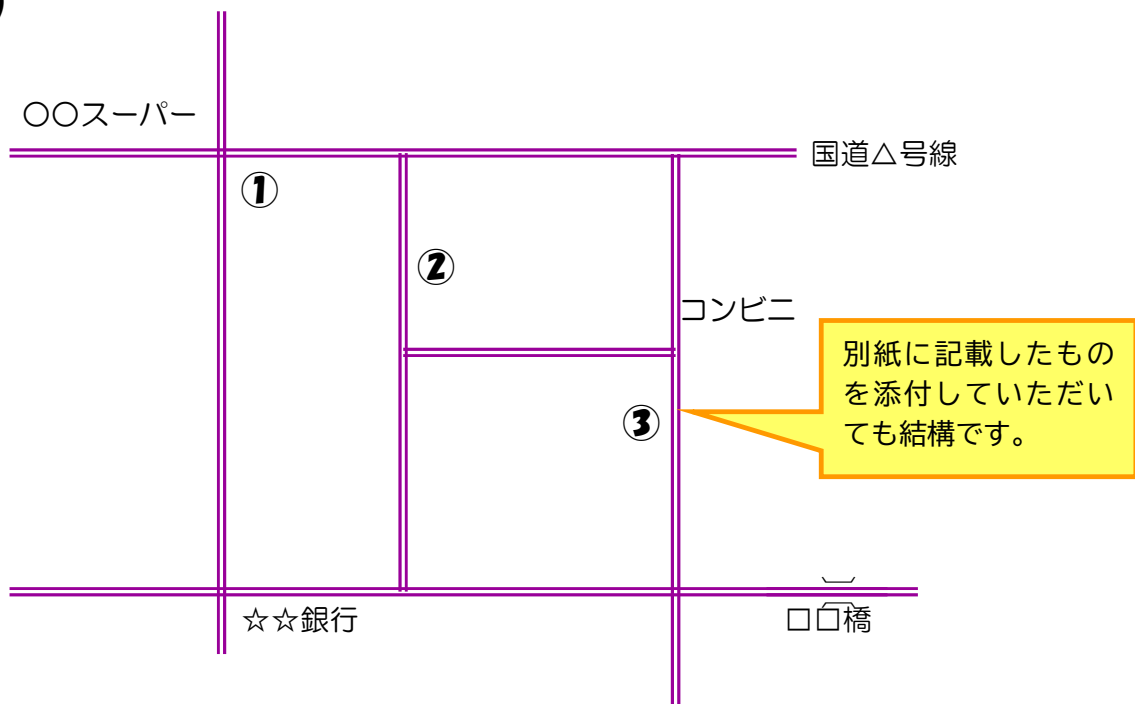 〇〇スーパー
国道△号線
①
②
コンビニ
別紙に記載したもの
を添付していただい
ても結構です。
③
☆☆銀行
□□橋